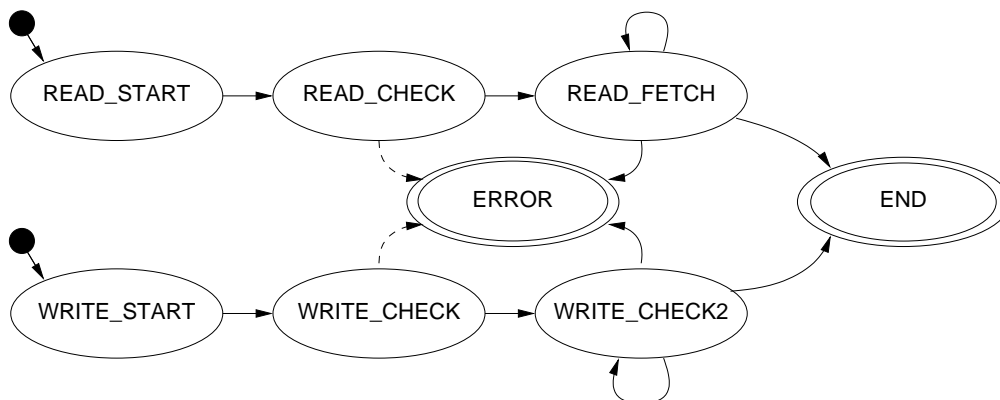 READ_START
READ_CHECK
READ_FETCH
ERROR
END
WRITE_START
WRITE_CHECK
WRITE_CHECK2